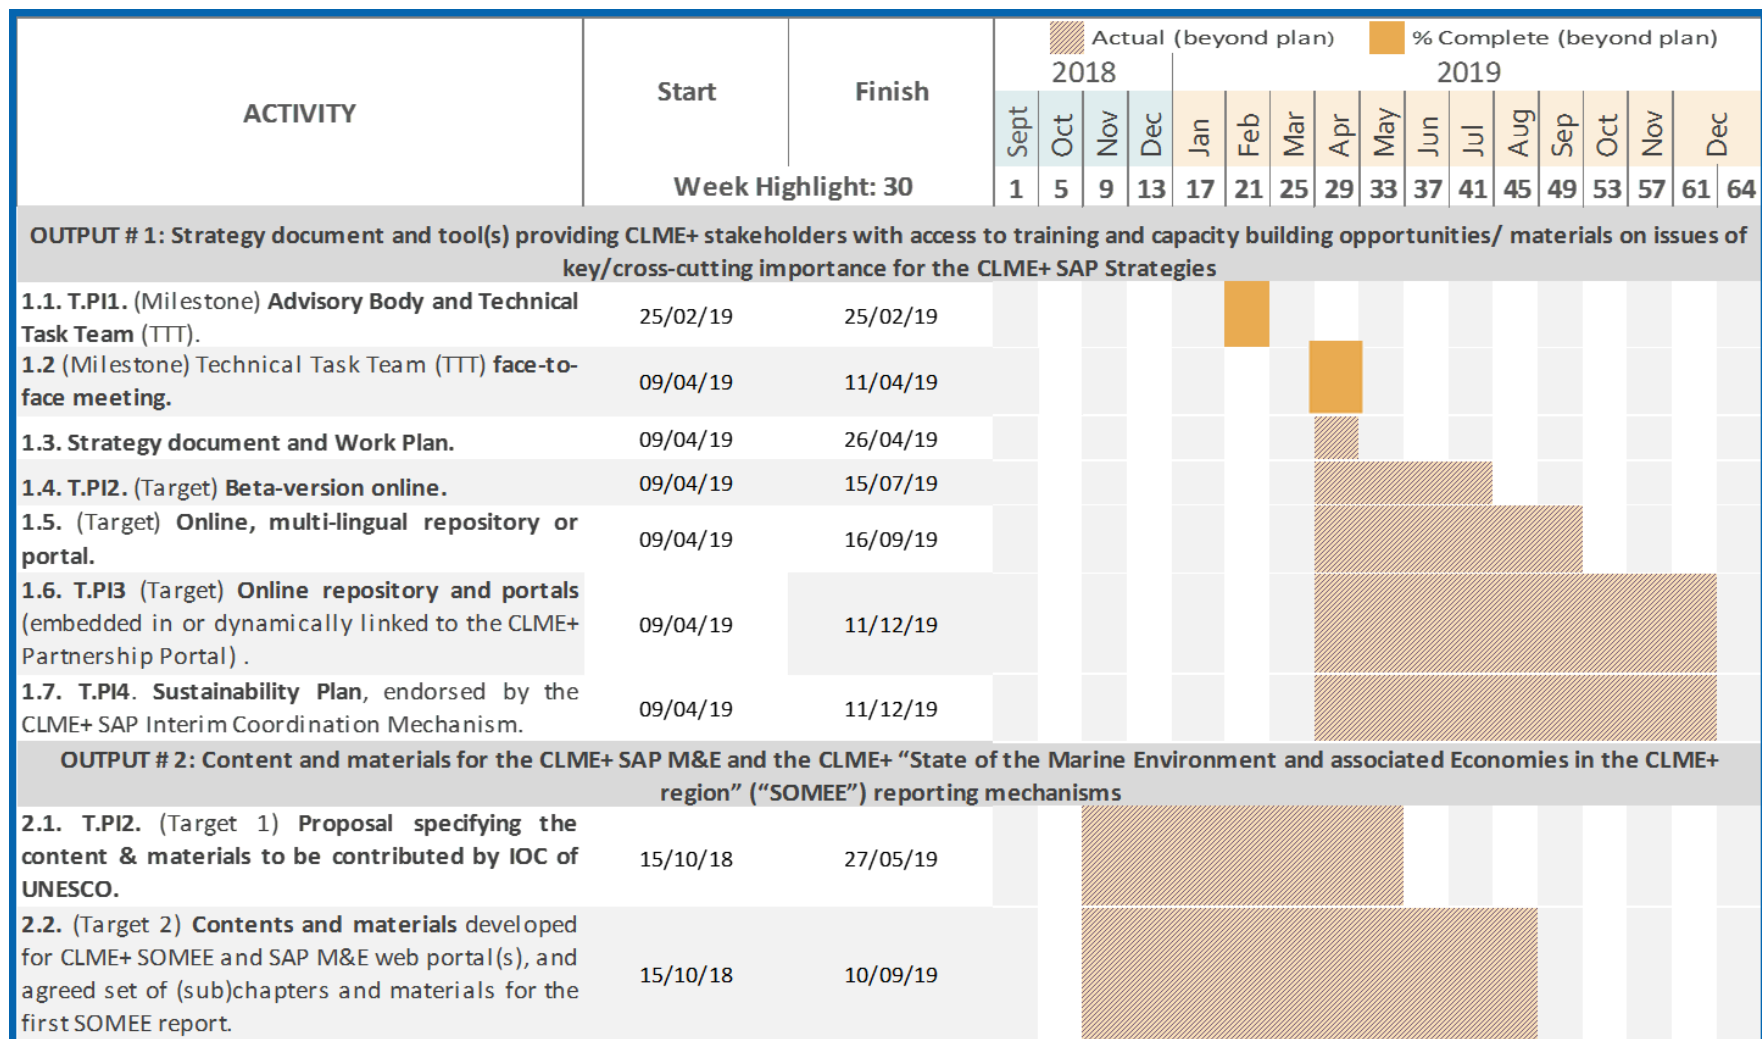 Actual (beyond plan) % Complete (beyond plan)
2018 2019
ACTIVITY Start Finish
Sept Oct Nov Dec Jan Feb Mar Apr May Jun Jul Aug Sep Oct Nov Dec
Week Highlight: 30 1 5 9 13 17 21 25 29 33 37 41 45 49 53 57 61 64
OUTPUT # 1: Strategy document and tool(s) providing CLME+ stakeholders with access to training and capacity building opportunities/ materials on issues of
key/cross-cutting importance for the CLME+ SAP Strategies
1.1. T.PI1. (Milestone) Advisory Body and Technical
Task Team (TTT).
25/02/19 25/02/19
1.2 (Milestone) Technical Task Team (TTT) face-to-
face meeting.
09/04/19 11/04/19
1.3. Strategy document and Work Plan. 09/04/19 26/04/19
1.4. T.PI2. (Target) Beta-version online. 09/04/19 15/07/19
1.5. (Target) Online, multi-lingual repository or
portal.
09/04/19 16/09/19
1.6. T.PI3 (Target) Online repository and portals
(embedded in or dynamically linked to the CLME+
Partnership Portal) .
09/04/19 11/12/19
1.7. T.PI4. Sustainability Plan, endorsed by the
CLME+ SAP Interim Coordination Mechanism.
09/04/19 11/12/19
OUTPUT # 2: Content and materials for the CLME+ SAP M&E and the CLME+ “State of the Marine Environment and associated Economies in the CLME+
region” (“SOMEE”) reporting mechanisms
2.1. T.PI2. (Target 1) Proposal specifying the
content & materials to be contributed by IOC of
UNESCO.
15/10/18 27/05/19
2.2. (Target 2) Contents and materials developed
for CLME+ SOMEE and SAP M&E web portal(s), and
agreed set of (sub)chapters and materials for the
first SOMEE report.
15/10/18 10/09/19